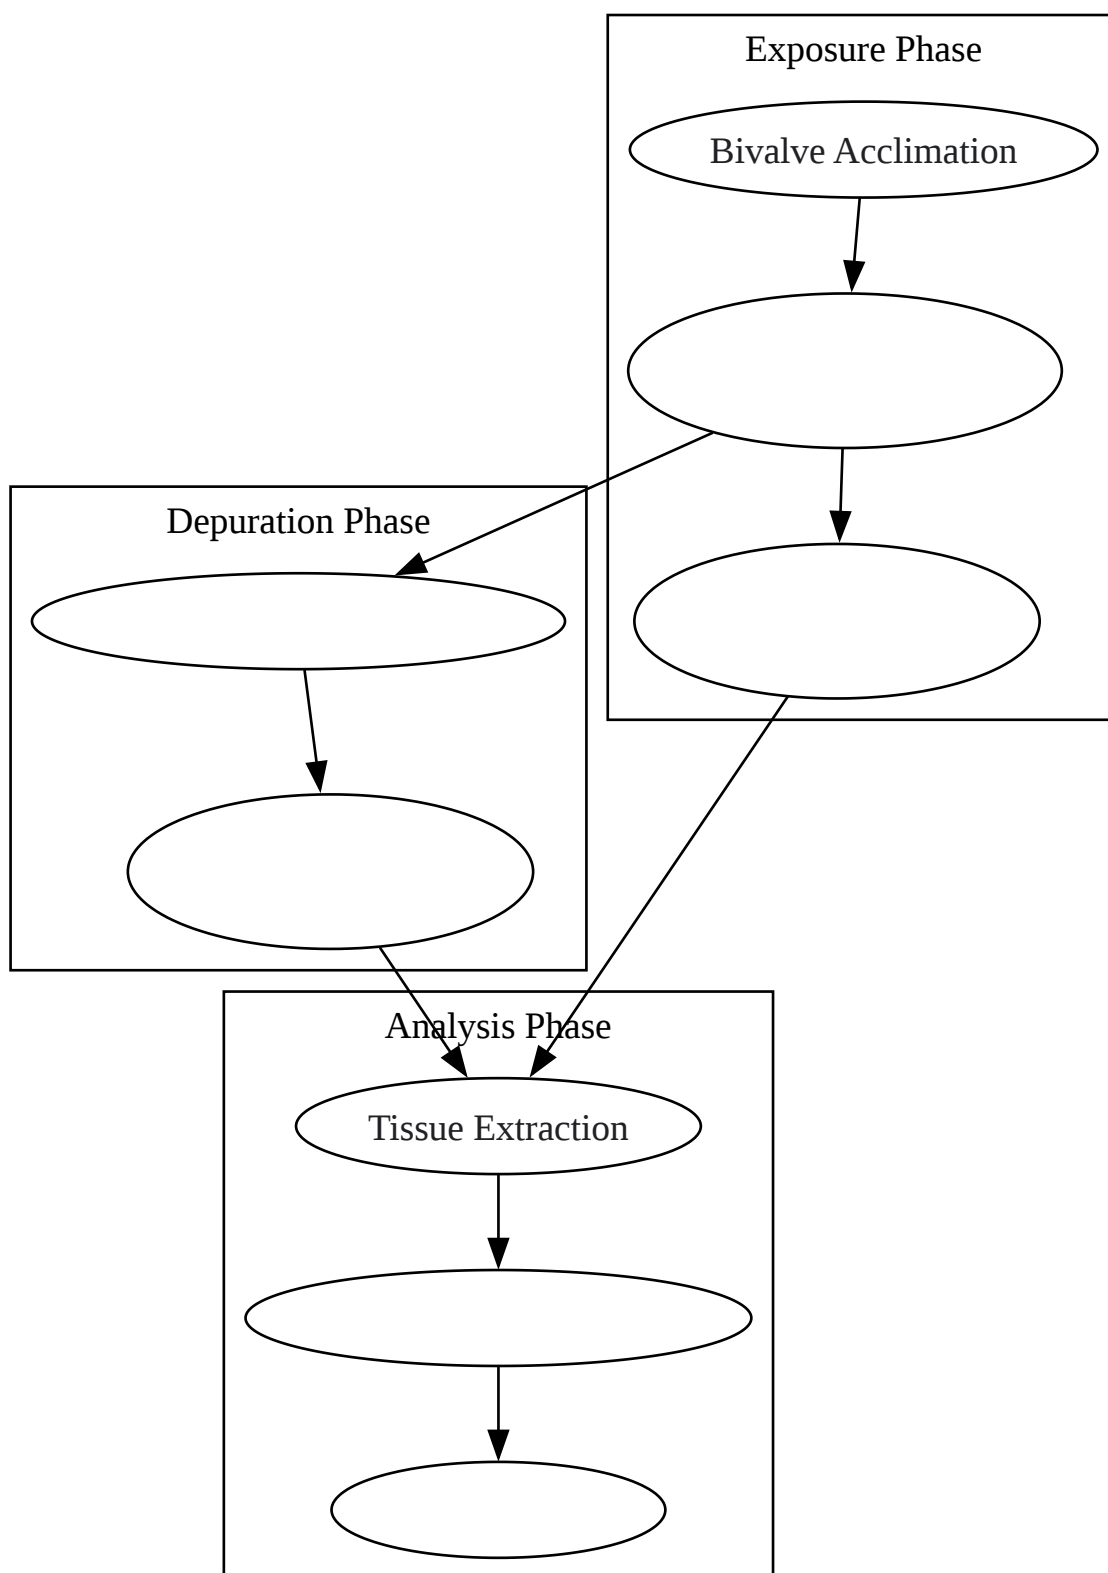 Exposure Phase
Bivalve Acclimation
Depuration Phase
Analysis Phase
Tissue Extraction